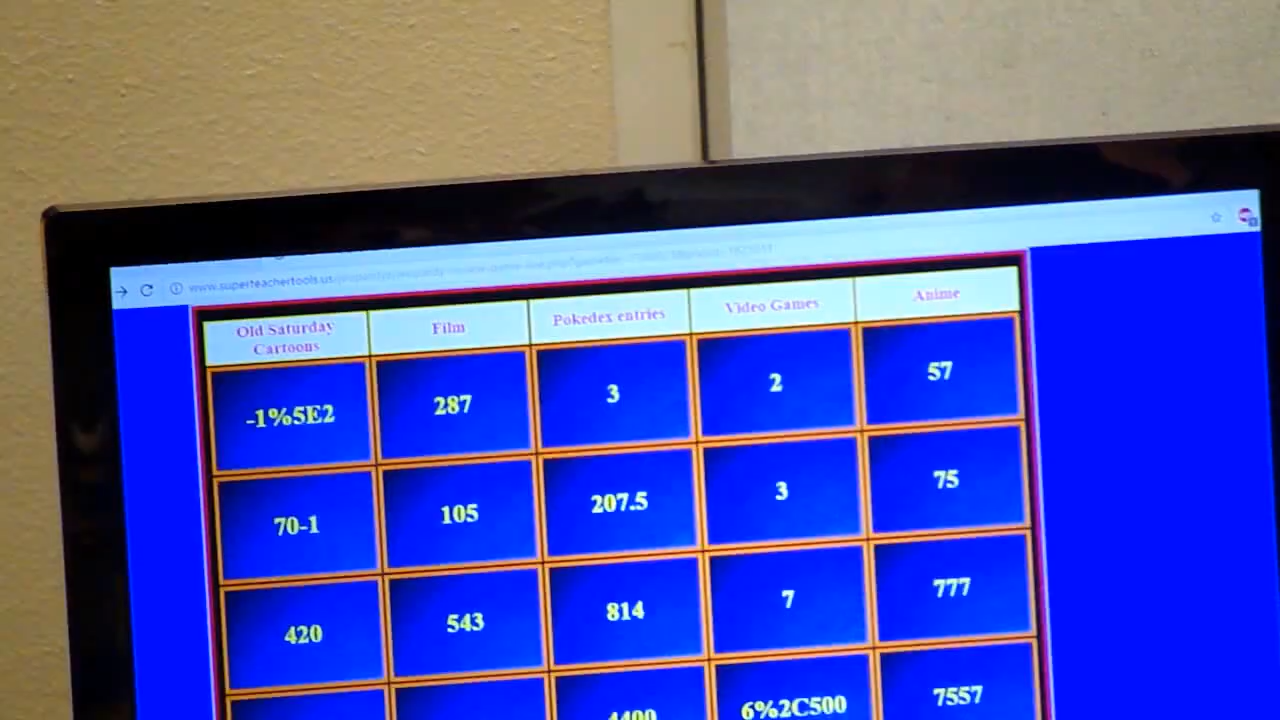 www.superteachertools.us
Old Saturday
Cartoons
Film
Pokedex entries
Video Games
Anime
-1%5E2
287
3
2
57
70-1
105
207.5
3
75
420
543
814
7
777
4400
6%2C500
7557